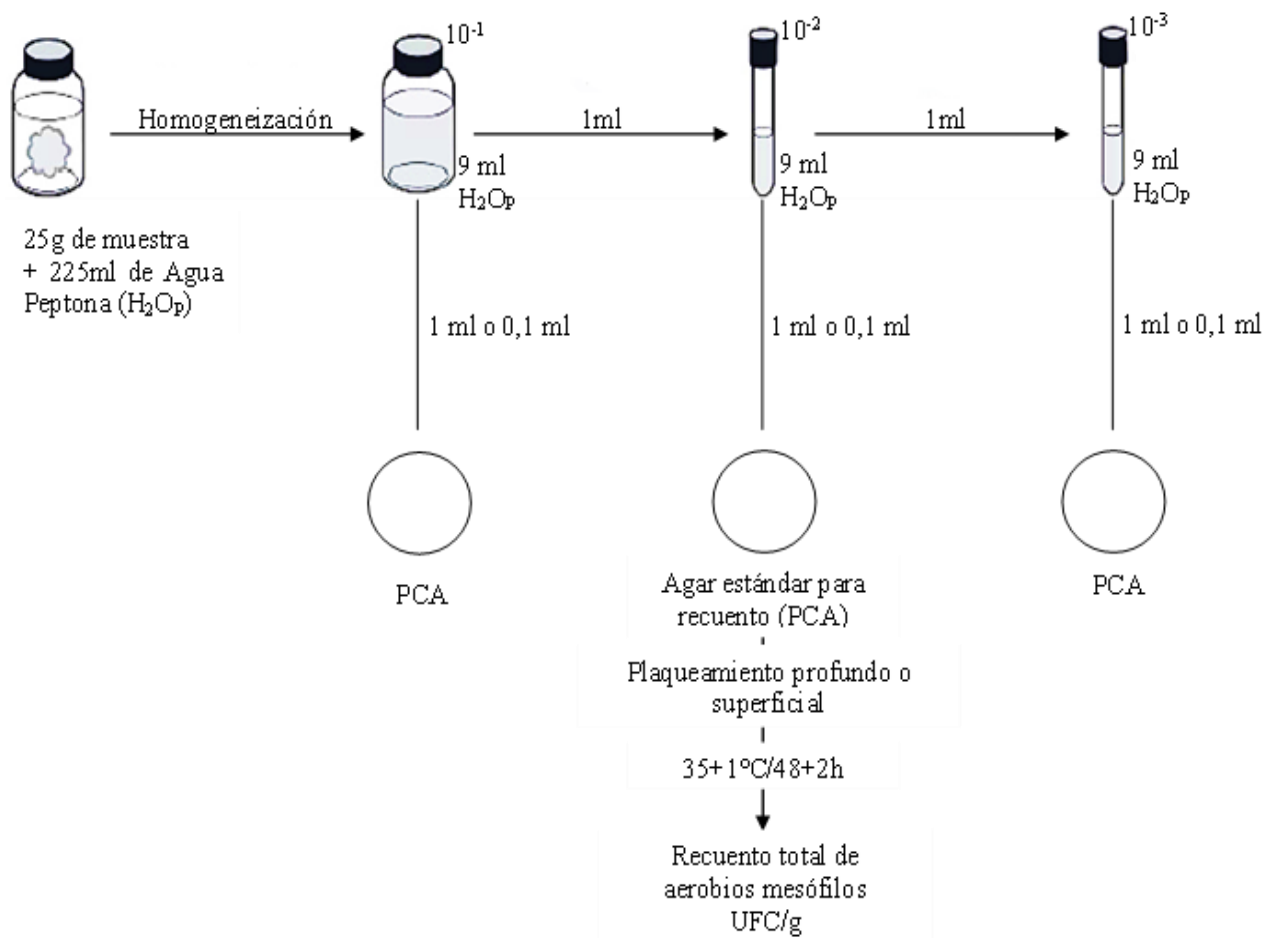 10⁻¹
10⁻²
10⁻³
Homogeneización
1ml
1ml
9 ml
H₂Op
9 ml
H₂Op
9 ml
H₂Op
25g de muestra
+ 225ml de Agua
Peptona (H₂Op)
1 ml o 0,1 ml
1 ml o 0,1 ml
1 ml o 0,1 ml
PCA
Agar estándar para
recuento (PCA)
PCA
Plaqueamiento profundo o
superficial
35+1°C/48+2h
Recuento total de
aerobios mesófilos
UFC/g